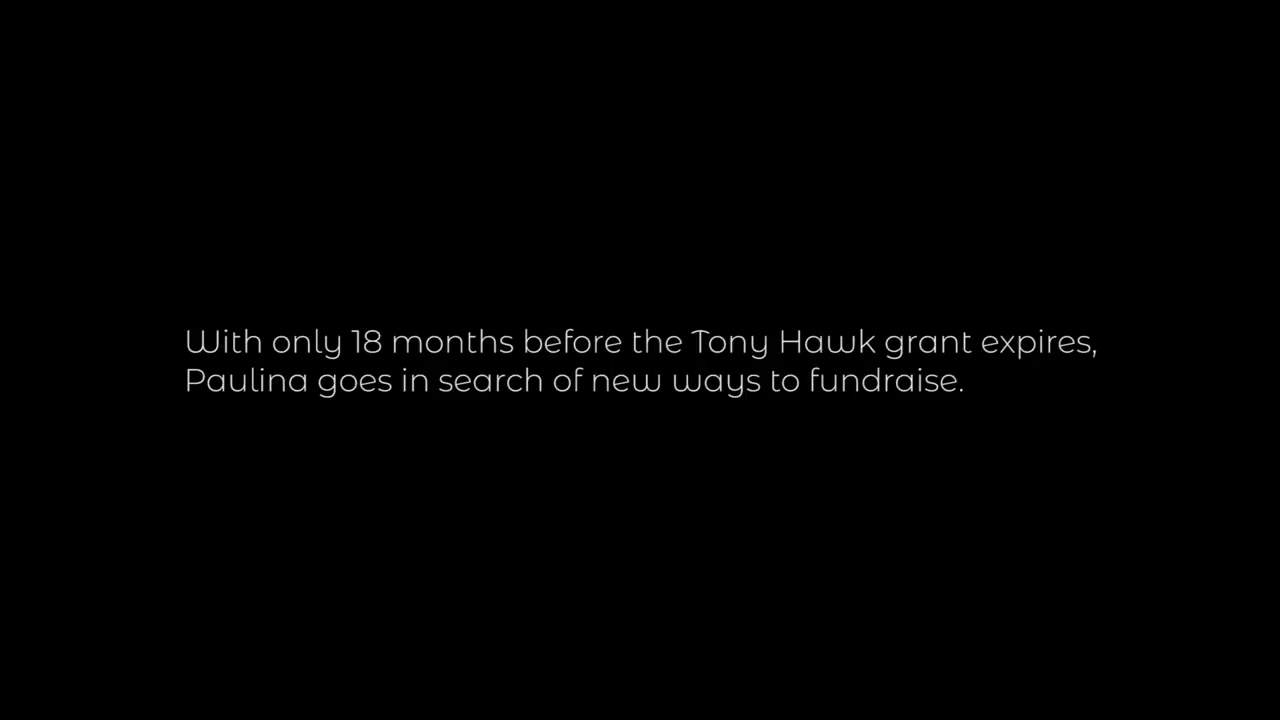 With only 18 months before the Tony Hawk grant expires,
Paulina goes in search of new ways to fundraise.